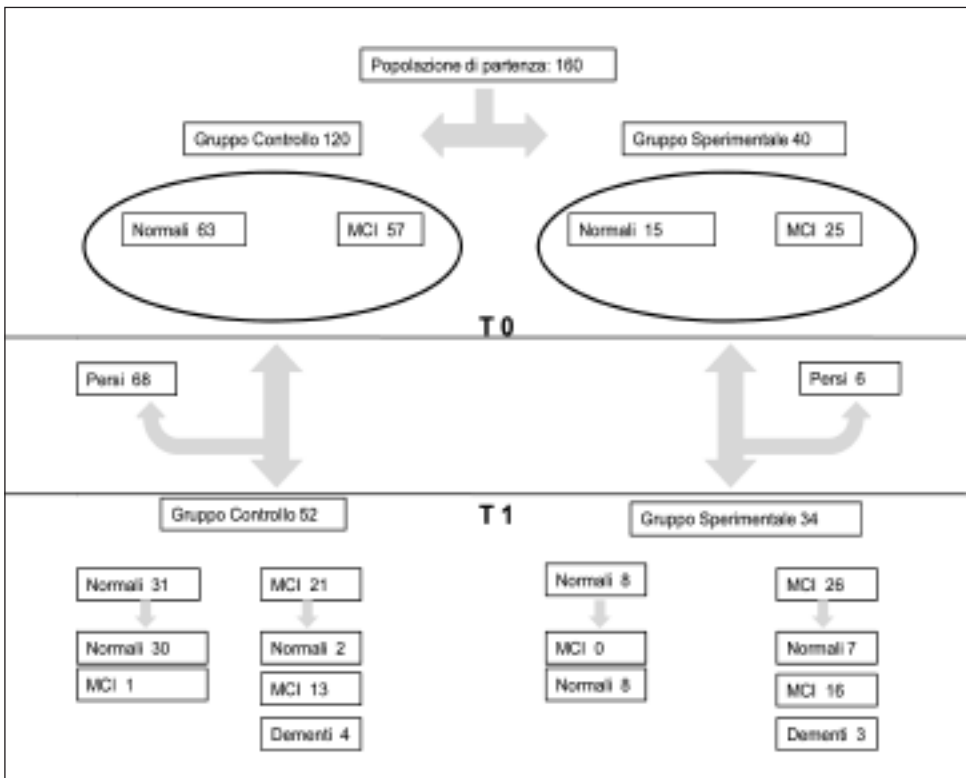 Popolazione di partenza: 160
Gruppo Controllo 120
Gruppo Sperimentale 40
Normali 63
MCI 57
Normali 15
MCI 25
T 0
Persi 68
Persi 6
Gruppo Controllo 52
T 1
Gruppo Sperimentale 34
Normali 31
MCI 21
Normali 8
MCI 26
Normali 30
Normali 2
MCI 0
Normali 7
MCI 1
MCI 13
Normali 8
MCI 16
Dementi 4
Dementi 3